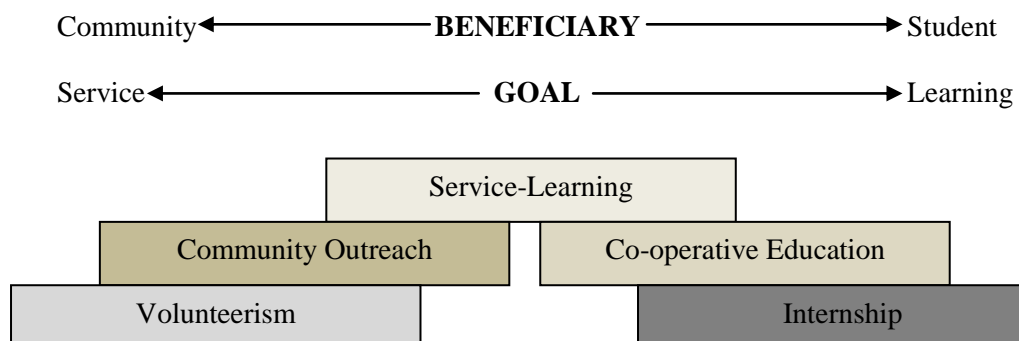 Community BENEFICIARY Student
Service GOAL Learning
Service-Learning
Community Outreach Co-operative Education
Volunteerism Internship